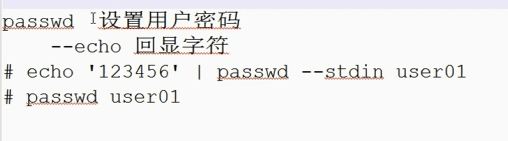 passwd 设置用户密码
--echo 回显字符
# echo '123456' | passwd --stdin user01
# passwd user01